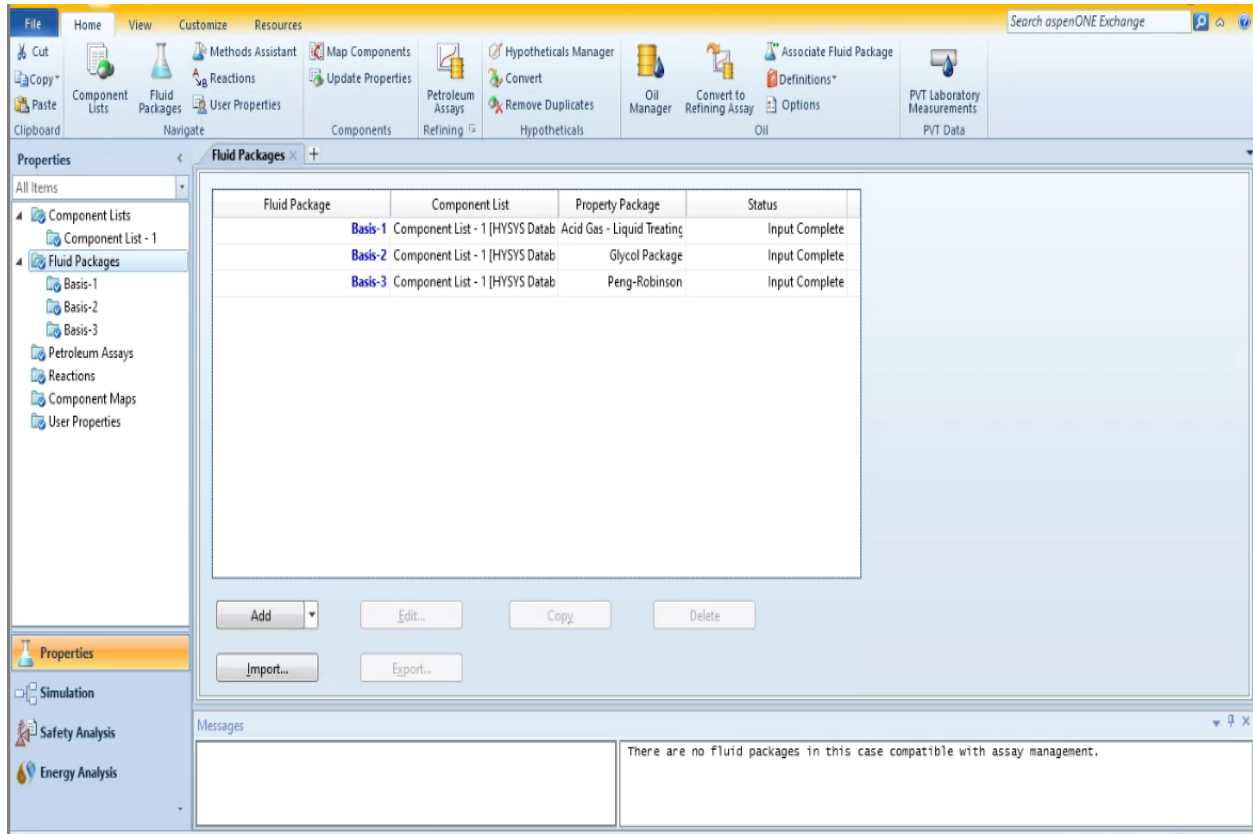 File Home View Customize Resources Search aspenONE Exchange
Cut
Copy
Paste
Clipboard
Component Lists
Fluid Packages
Methods Assistant
Reactions
User Properties
Navigate
Map Components
Update Properties
Components
Petroleum Assays
Refining
Hypotheticals Manager
Convert
Remove Duplicates
Hypotheticals
Oil Manager
Convert to Refining Assay
Associate Fluid Package
Definitions
Options
Oil
PVT Laboratory Measurements
PVT Data
Properties
All Items
Component Lists
Component List - 1
Fluid Packages
Basis-1
Basis-2
Basis-3
Petroleum Assays
Reactions
Component Maps
User Properties
Properties
Simulation
Safety Analysis
Energy Analysis
Fluid Packages
Fluid Package Component List Property Package Status
Basis-1 Component List - 1 [HYSYS Datab Acid Gas - Liquid Treating Input Complete
Basis-2 Component List - 1 [HYSYS Datab Glycol Package Input Complete
Basis-3 Component List - 1 [HYSYS Datab Peng-Robinson Input Complete
Add Edit... Copy Delete
Import... Export...
Messages
There are no fluid packages in this case compatible with assay management.